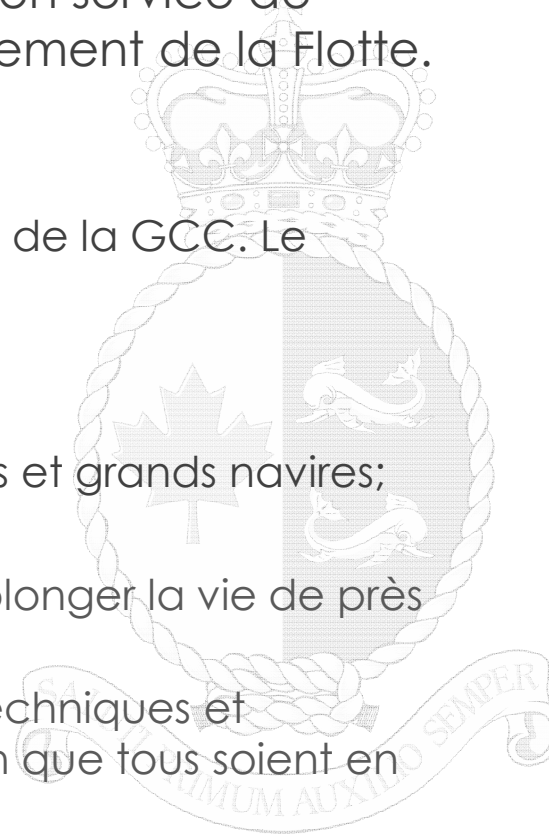 on service de
ement de la Flotte.
de la GCC. Le
s et grands navires;
olonger la vie de près
echniques et
n que tous soient en
SEMPER